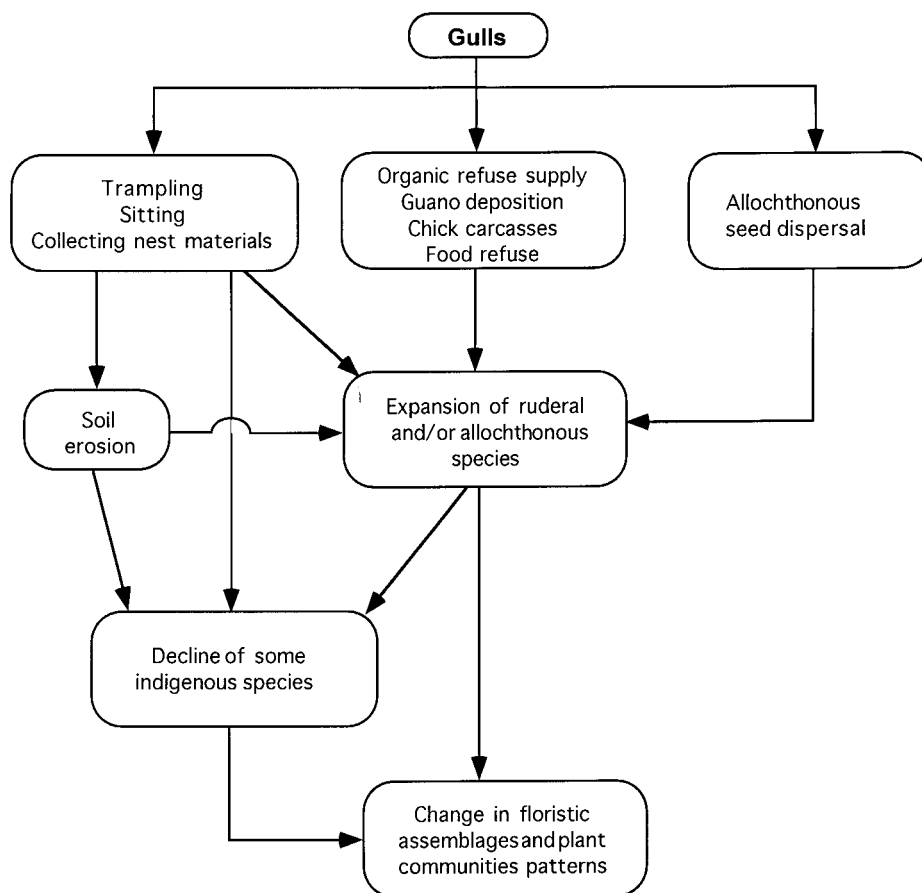 Gulls
Trampling
Sitting
Collecting nest materials
Organic refuse supply
Guano deposition
Chick carcasses
Food refuse
Allochthonous
seed dispersal
Soil
erosion
Expansion of ruderal
and/or allochthonous
species
Decline of some
indigenous species
Change in floristic
assemblages and plant
communities patterns